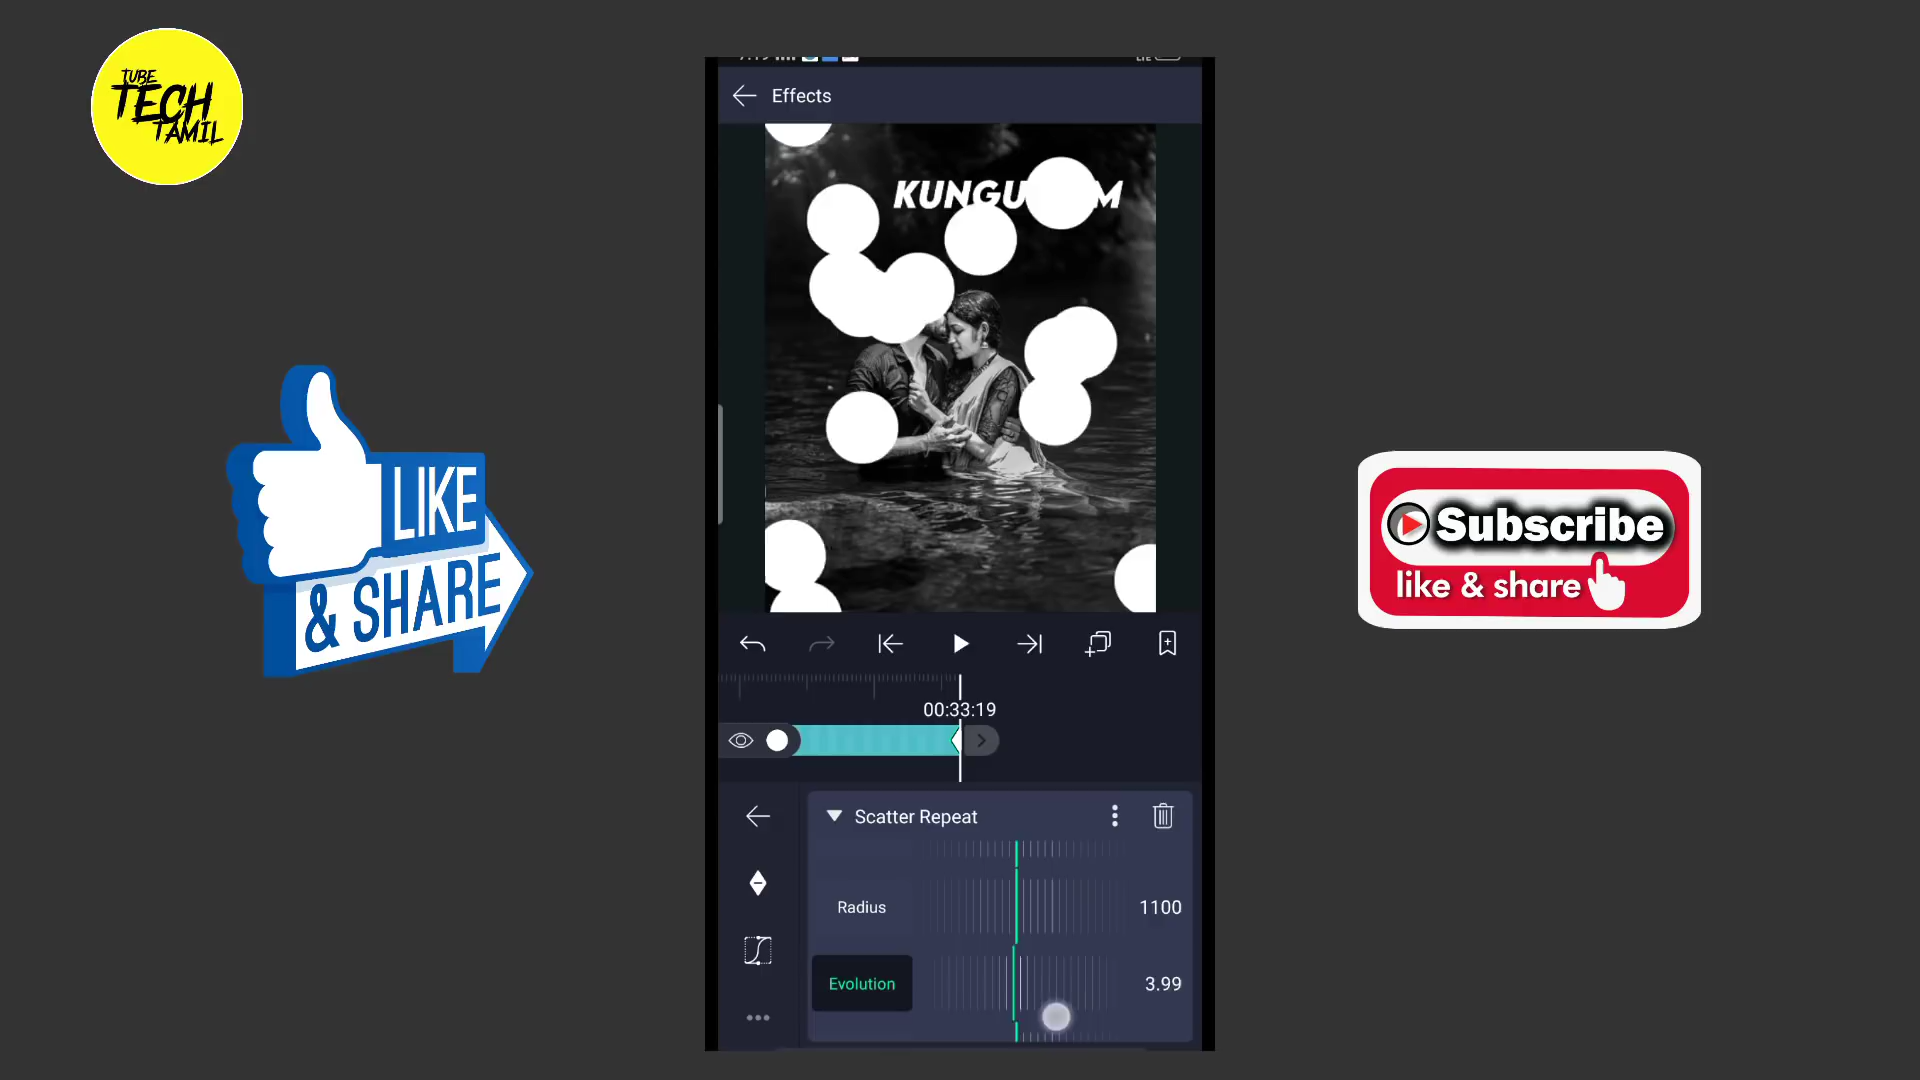 TUBE
TECH
TAMIL
Effects
LIKE
& SHARE
Subscribe
like & share
00:33:19
Scatter Repeat
Radius
1100
Evolution
3.99